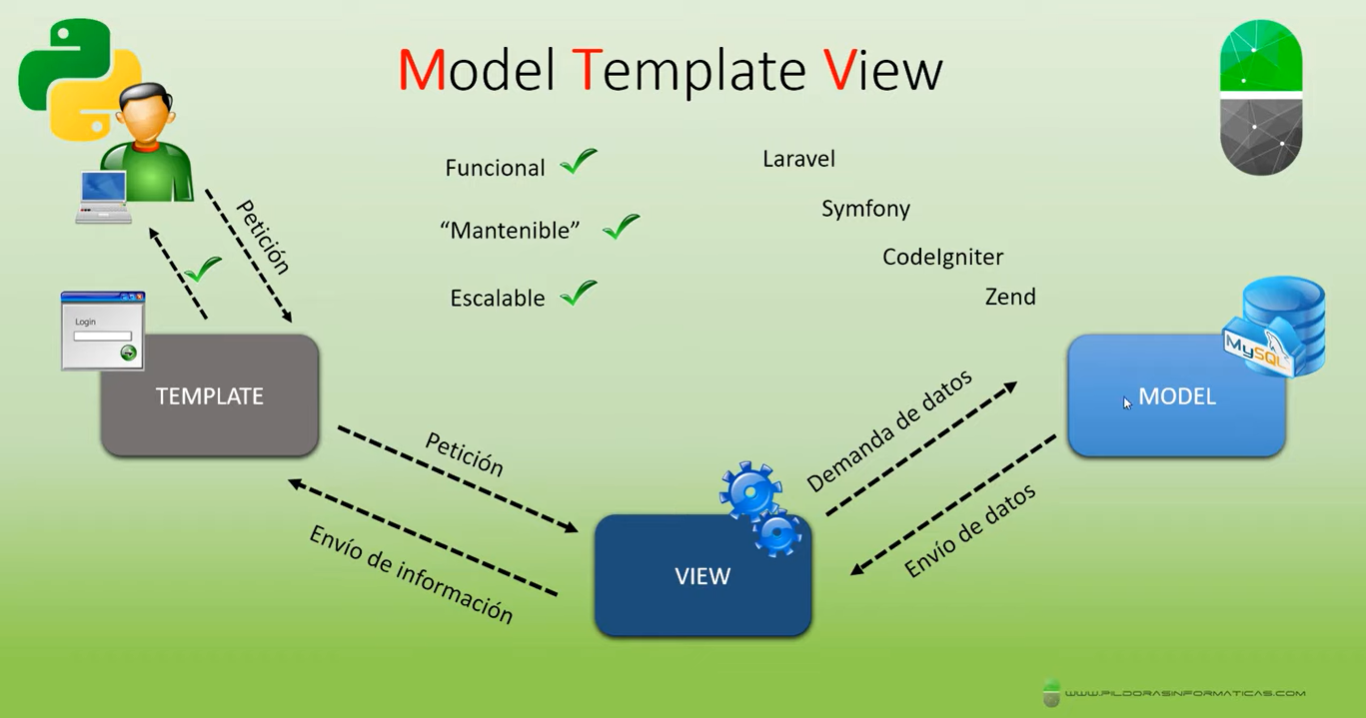 Model Template View
Funcional
Laravel
Symfony
"Mantenible"
CodeIgniter
Escalable
Zend
Petición
Login
TEMPLATE
MySQL
MODEL
Petición
Envío de información
Demanda de datos
Envío de datos
VIEW
WWW.PILDORASINFORMATICAS.COM